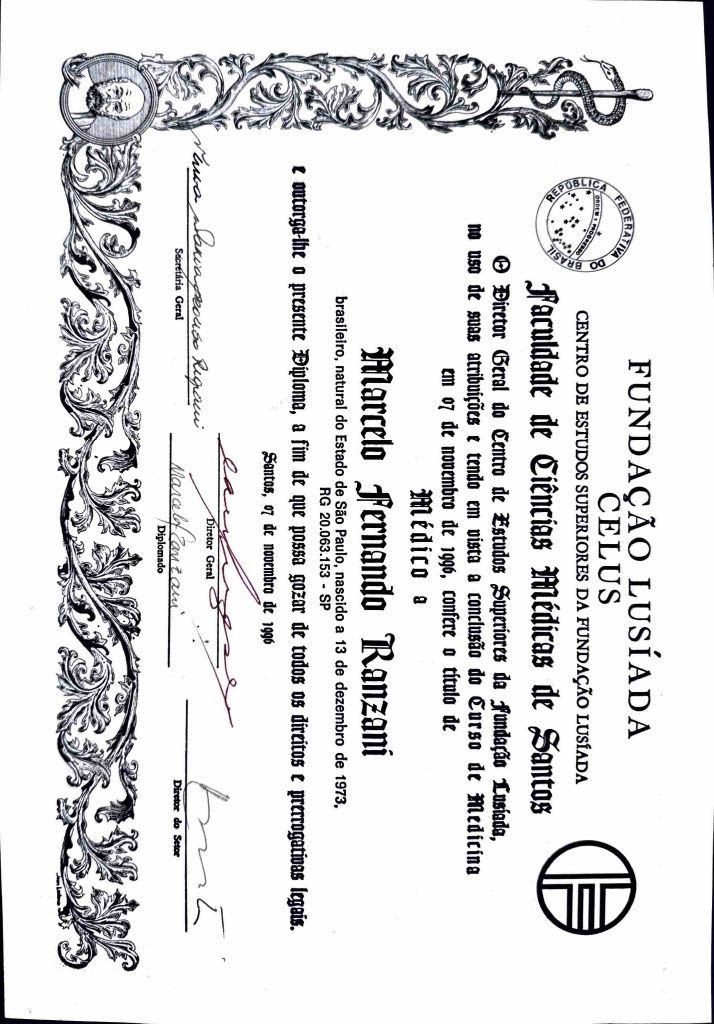 FUNDAÇÃO LUSÍADA
CELUS
CENTRO DE ESTUDOS SUPERIORES DA FUNDAÇÃO LUSÍADA
REPÚBLICA FEDERATIVA DO BRASIL
ORDEM E PROGRESSO
Faculdade de Ciências Médicas de Santos
O Diretor Geral do Centro de Estudos Superiores da Fundação Lusíada,
no uso de suas atribuições e tendo em vista a conclusão do Curso de Medicina
em 07 de novembro de 1996, confere o título de
Médico a
Marcelo Fernando Ranzani
brasileiro, natural do Estado de São Paulo, nascido a 13 de dezembro de 1973,
RG 20.063.153 - SP
e outorga-lhe o presente Diploma, a fim de que possa gozar de todos os direitos e prerrogativas legais.
Santos, 07 de novembro de 1996
Secretária Geral
Diretor Geral
Marcelo Ranzani
Diplomado
Diretor do Setor